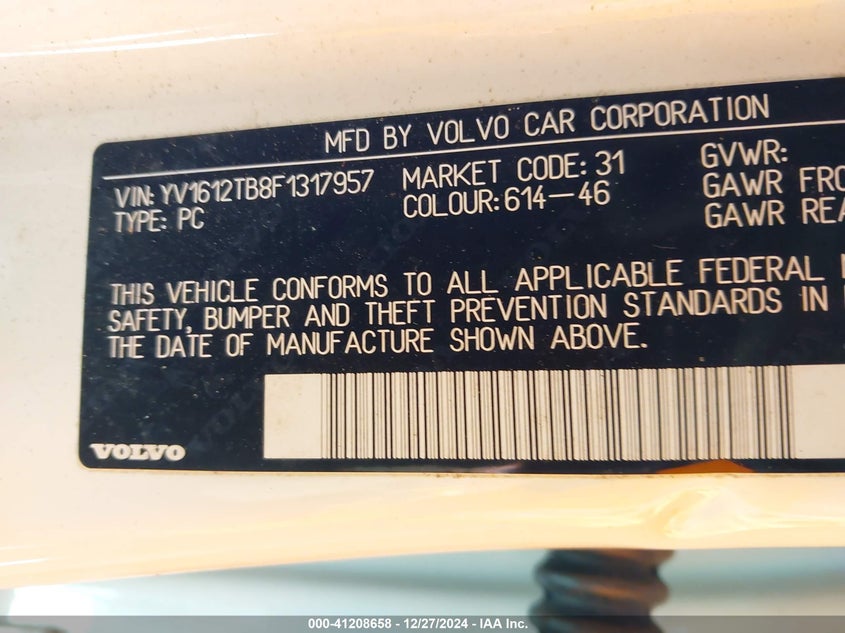 MFD BY VOLVO CAR CORPORATION
VIN: YV1612TB8F1317957 MARKET CODE: 31 GVWR:
TYPE: PC COLOUR: 614-46 GAWR
GAWR
THIS VEHICLE CONFORMS TO ALL APPLICABLE FEDERAL
SAFETY, BUMPER AND THEFT PREVENTION STANDARDS IN
THE DATE OF MANUFACTURE SHOWN ABOVE.
VOLVO
000-41208658 - 12/27/2024 - IAA Inc.